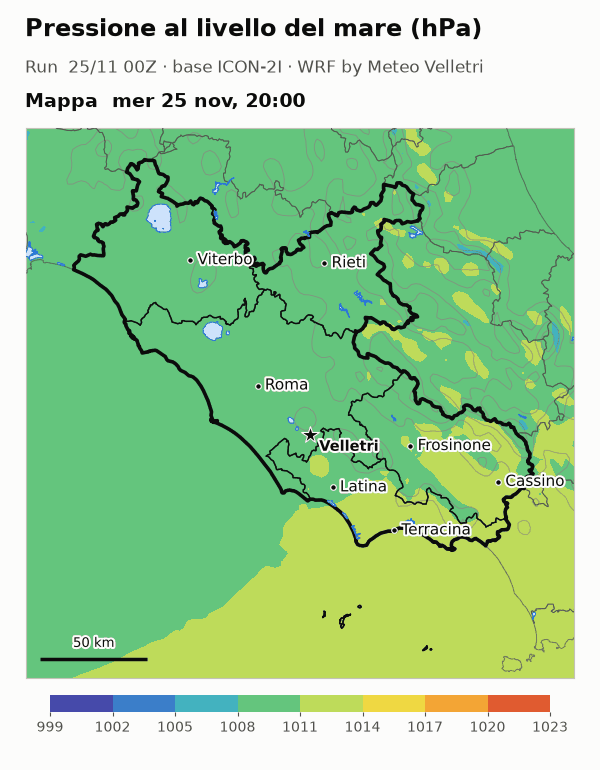 Pressione al livello del mare (hPa)
Run  25/11 00Z · base ICON-2I · WRF by Meteo Velletri
Mappa  mer 25 nov, 20:00
Viterbo
Rieti
Roma
Velletri
Frosinone
Cassino
Latina
Terracina
50 km
999 1002 1005 1008 1011 1014 1017 1020 1023